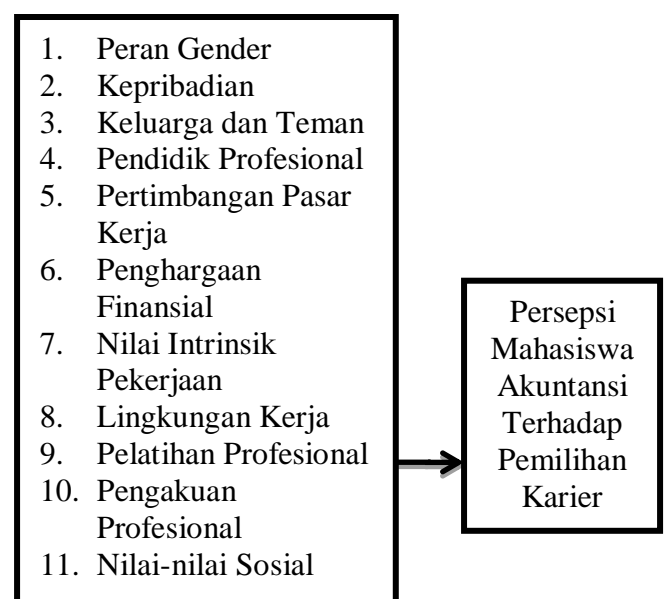 1. Peran Gender
2. Kepribadian
3. Keluarga dan Teman
4. Pendidik Profesional
5. Pertimbangan Pasar
Kerja
6. Penghargaan
Finansial
7. Nilai Intrinsik
Pekerjaan
8. Lingkungan Kerja
9. Pelatihan Profesional
10. Pengakuan
Profesional
11. Nilai-nilai Sosial
Persepsi
Mahasiswa
Akuntansi
Terhadap
Pemilihan
Karier